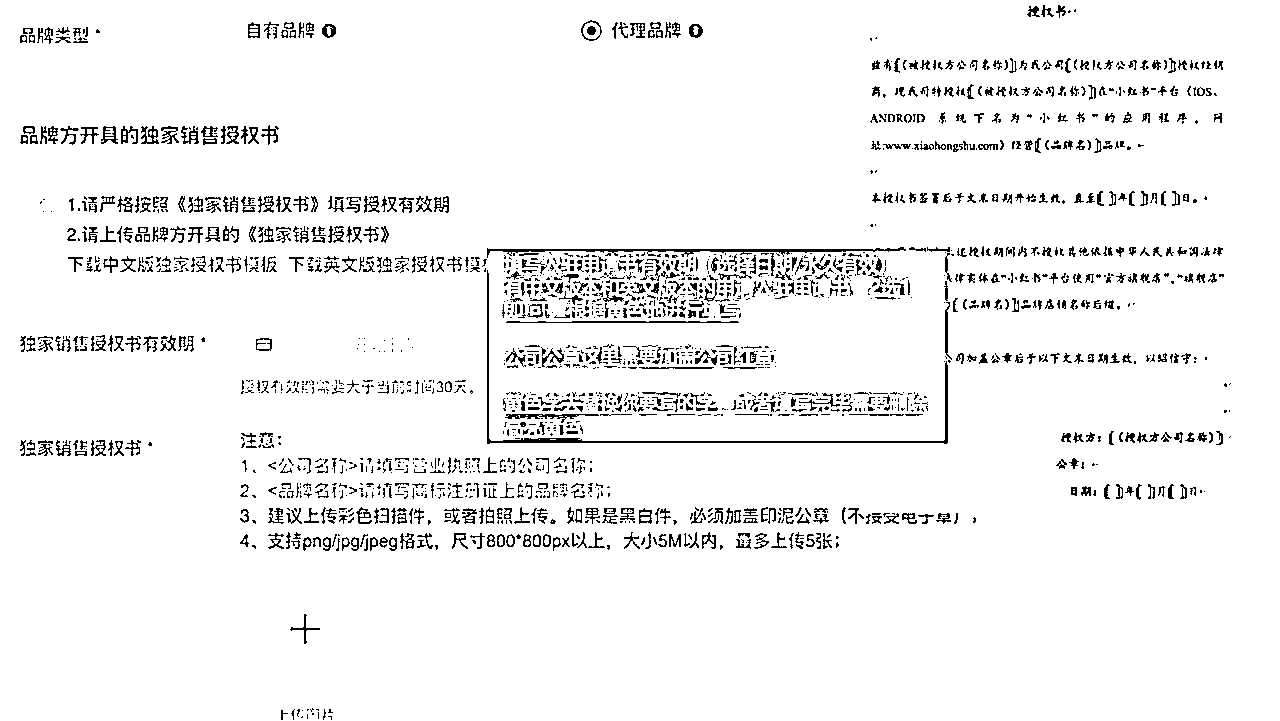 品牌类型 *
自有品牌
代理品牌
品牌方开具的独家销售授权书
1.请严格按照《独家销售授权书》填写授权有效期
2.请上传品牌方开具的《独家销售授权书》
下载中文版独家授权书模板 下载英文版独家授权书模
独家销售授权书有效期 *
授权有效期需要大于当前时间30天。
独家销售授权书 *
注意：
1、<公司名称>请填写营业执照上的公司名称；
2、<品牌名称>请填写商标注册证上的品牌名称；
3、建议上传彩色扫描件，或者拍照上传。如果是黑白件，必须加盖印泥公章（不接受电子章）；
4、支持png/jpg/jpeg格式，尺寸800*800px以上，大小5M以内，最多上传5张；
上传图片
填写入驻申请书有效期（选择日期/永久有效）
有中文版本和英文版本的申请入驻申请书 2选1
即可 根据黄色部进行填写
公司公章这里需要加盖公司红章
黄色字去替换你要写的字 或者填写完毕需要删除
高亮黄色
授权书
兹有【（被授权方公司名称）】为我公司【（授权方公司名称）】授权经销
商，现我司特授权【（被授权方公司名称）】在“小红书”平台（IOS、
ANDROID 系统下名为“小红书”的应用程序，网
址:www.xiaohongshu.com）经营【（品牌名）】品牌。
本授权书签署后于文末日期开始生效，直至【 】年【 】月【 】日。
述授权期间内不授权其他依据中华人民共和国法律
律实体在“小红书”平台使用“官方旗舰店”、“旗舰店”
【（品牌名）】品牌店铺名称后缀。
公司加盖公章后于以下文末日期生效，以昭信守：
授权方：【（授权方公司名称）】
公章：
日期：【 】年【 】月【 】日